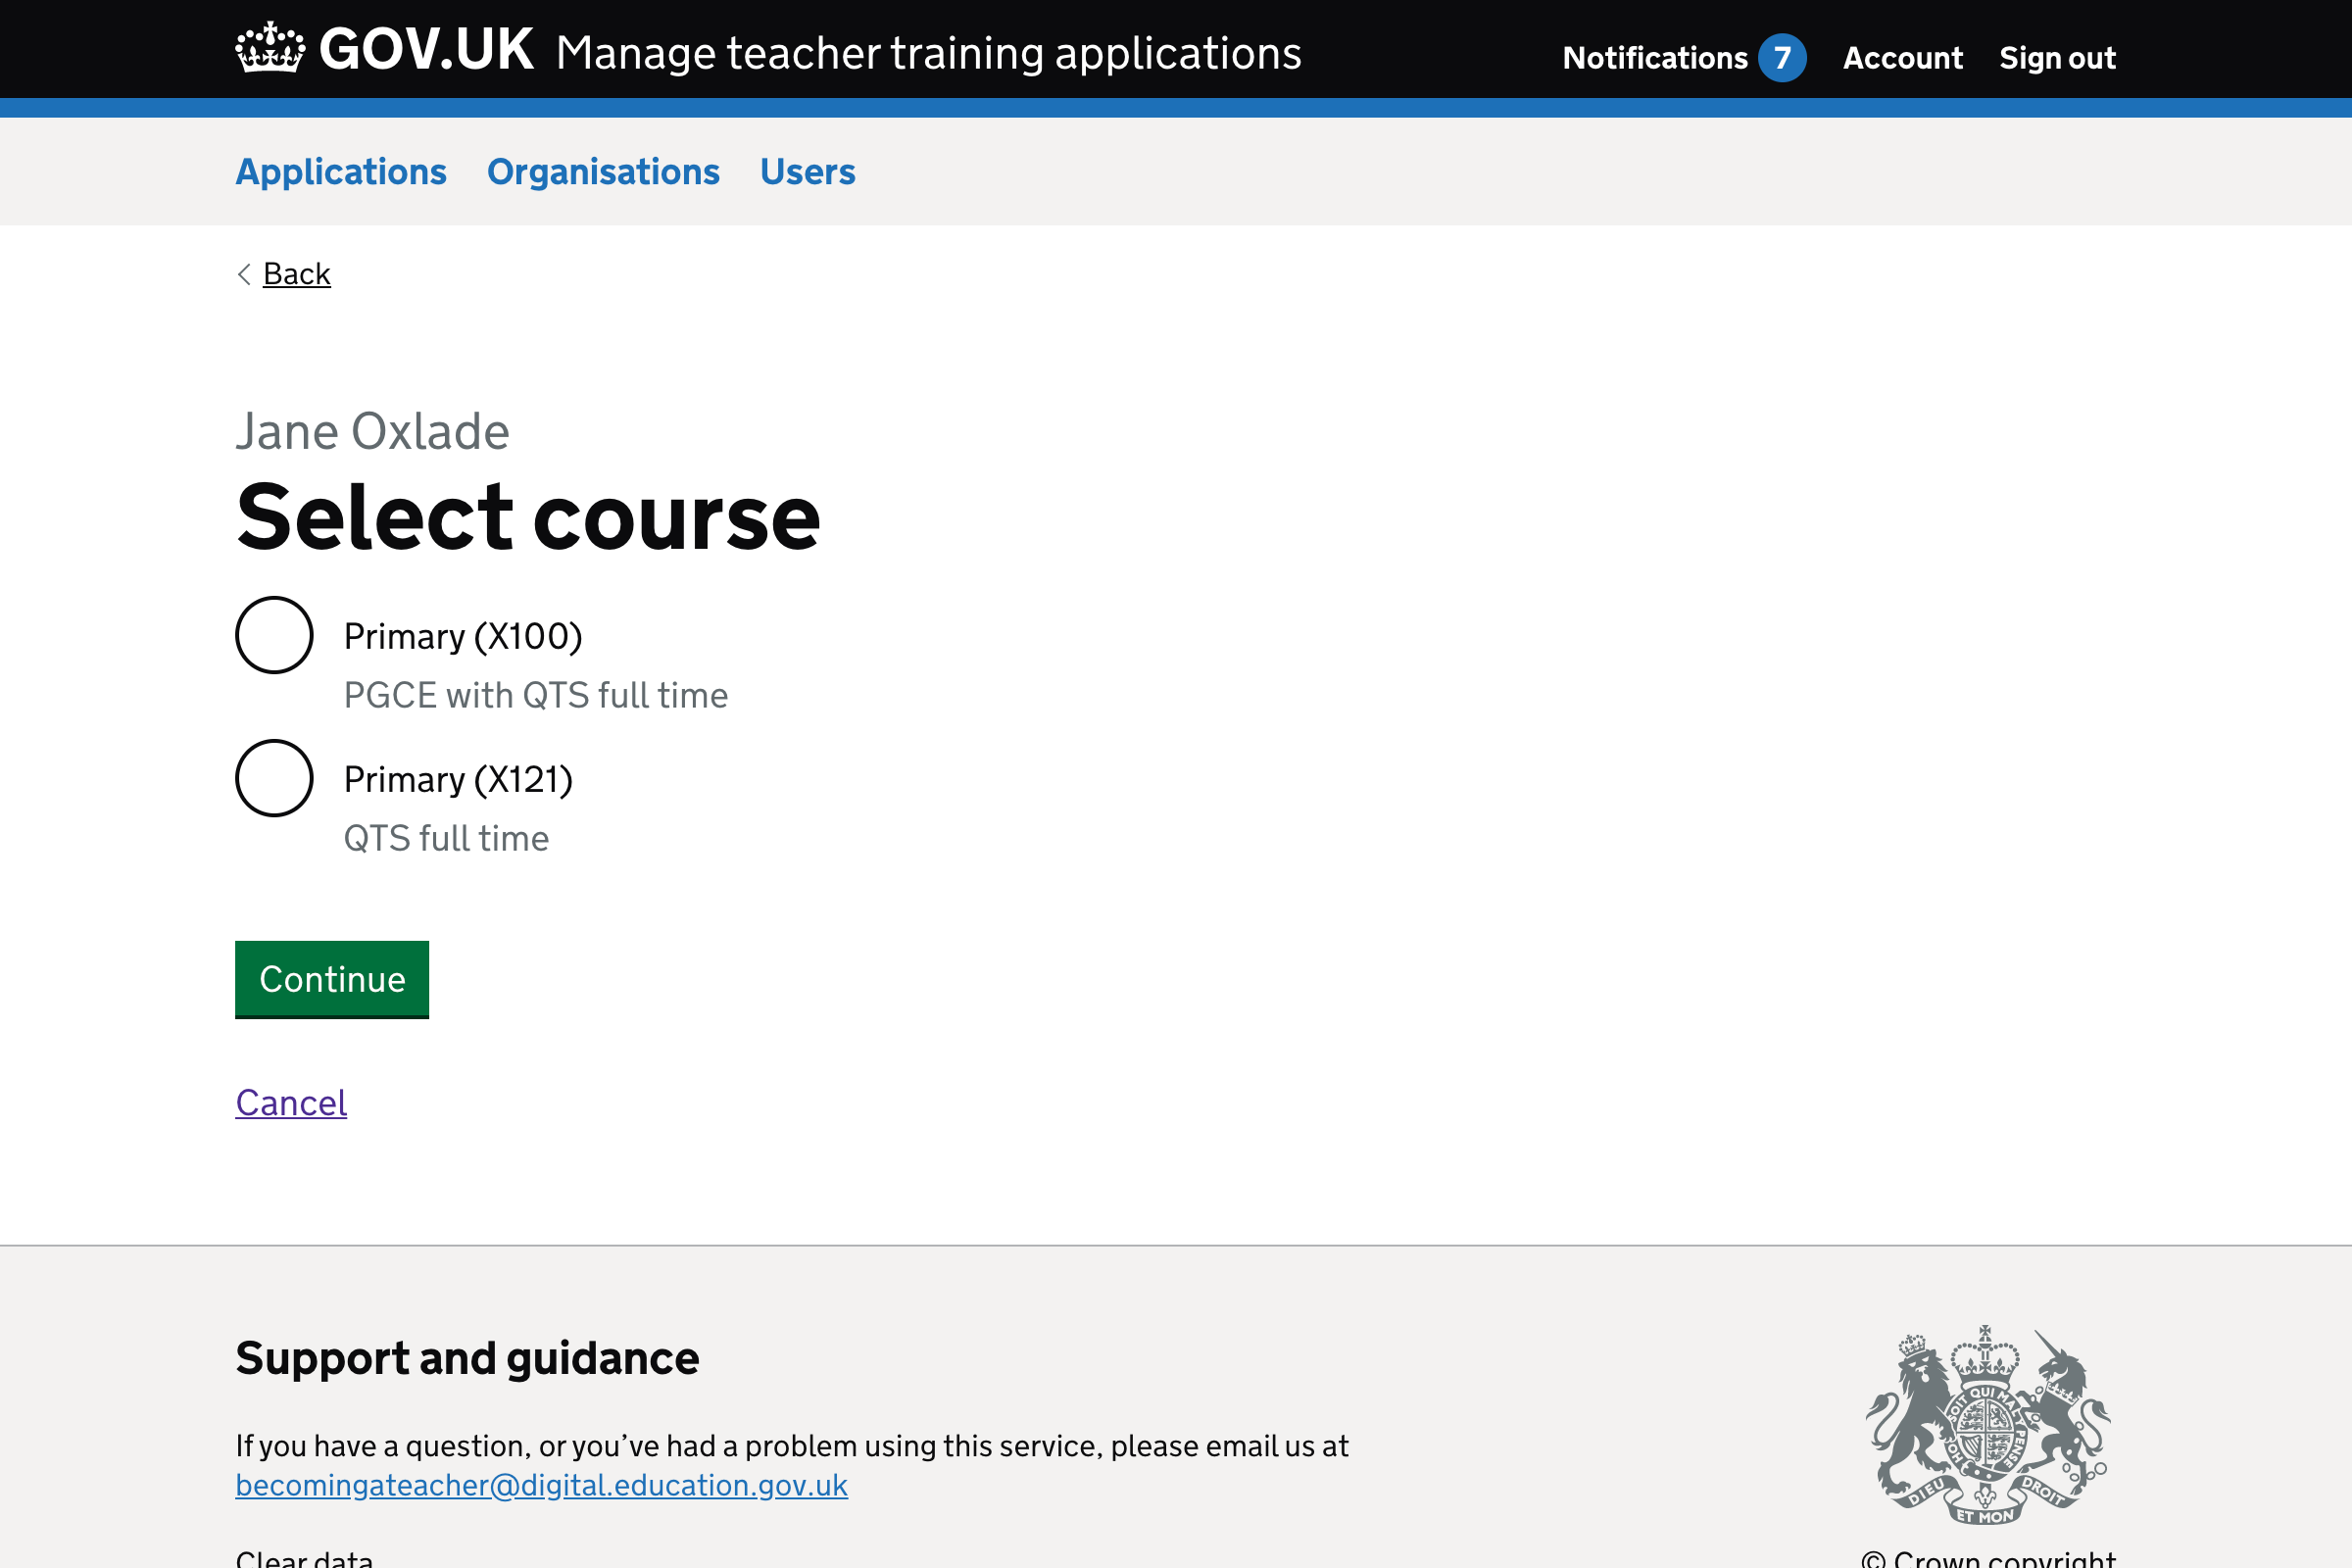 GOV.UK Manage teacher training applications
Notifications 7 Account Sign out
Applications Organisations Users
Back
Jane Oxlade
Select course
Primary (X100)
PGCE with QTS full time
Primary (X121)
QTS full time
Continue
Cancel
Support and guidance
If you have a question, or you’ve had a problem using this service, please email us at
becomingateacher@digital.education.gov.uk
DIEU ET MON DROIT
Clear data
© Crown copyright